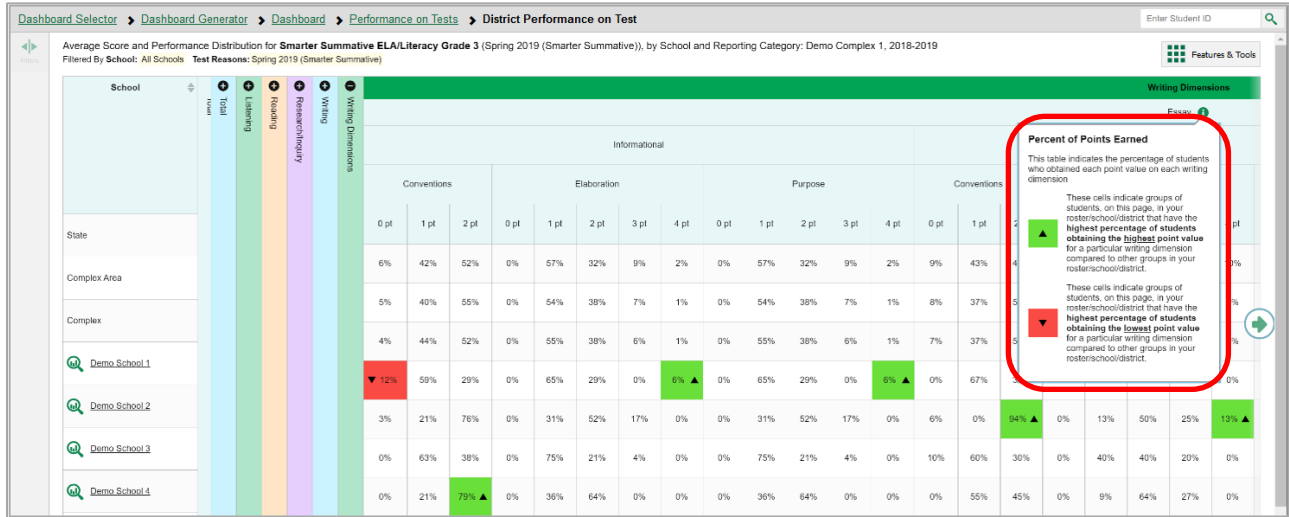 Dashboard Selector > Dashboard Generator > Dashboard > Performance on Tests > District Performance on Test
Enter Student ID
Filters
Average Score and Performance Distribution for Smarter Summative ELA/Literacy Grade 3 (Spring 2019 (Smarter Summative)), by School and Reporting Category: Demo Complex 1, 2018-2019
Filtered By School: All Schools Test Reasons: Spring 2019 (Smarter Summative)
Features & Tools
School
Total
Total
Listening
Reading
Research/Inquiry
Writing
Writing Dimensions
Writing Dimensions
Essay
Informational
Conventions Elaboration Purpose Conventions
0 pt 1 pt 2 pt 0 pt 1 pt 2 pt 3 pt 4 pt 0 pt 1 pt 2 pt 3 pt 4 pt 0 pt 1 pt 2 pt
State
6% 42% 52% 0% 57% 32% 9% 2% 0% 57% 32% 9% 2% 9% 43% 4
Complex Area
5% 40% 55% 0% 54% 38% 7% 1% 0% 54% 38% 7% 1% 8% 37% 5
Complex
4% 44% 52% 0% 55% 38% 6% 1% 0% 55% 38% 6% 1% 7% 37% 5
Demo School 1
▼ 12% 59% 29% 0% 65% 29% 0% 6% ▲ 0% 65% 29% 0% 6% ▲ 0% 67% 3 0%
Demo School 2
3% 21% 76% 0% 31% 52% 17% 0% 0% 31% 52% 17% 0% 6% 0% 94% ▲ 0% 13% 50% 25% 13% ▲
Demo School 3
0% 63% 38% 0% 75% 21% 4% 0% 0% 75% 21% 4% 0% 10% 60% 30% 0% 40% 40% 20% 0%
Demo School 4
0% 21% 79% ▲ 0% 36% 64% 0% 0% 0% 36% 64% 0% 0% 0% 55% 45% 0% 9% 64% 27% 0%
Percent of Points Earned
This table indicates the percentage of students
who obtained each point value on each writing
dimension
These cells indicate groups of
students, on this page, in your
roster/school/district that have the
highest percentage of students
obtaining the highest point value
for a particular writing dimension
compared to other groups in your
roster/school/district.
These cells indicate groups of
students, on this page, in your
roster/school/district that have the
highest percentage of students
obtaining the lowest point value
for a particular writing dimension
compared to other groups in your
roster/school/district.